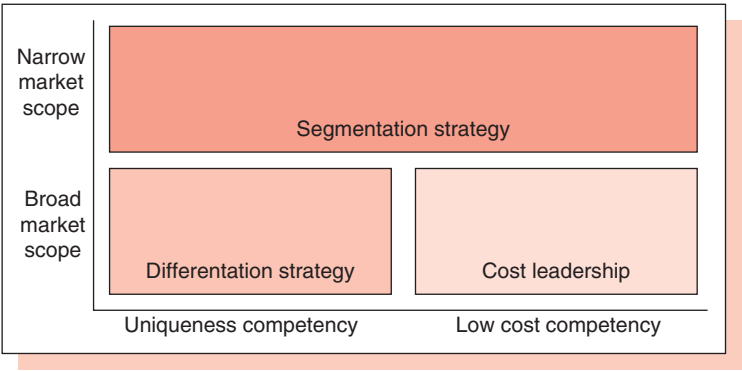 Narrow
market
scope
Segmentation strategy
Broad
market
scope
Differentation strategy
Cost leadership
Uniqueness competency
Low cost competency